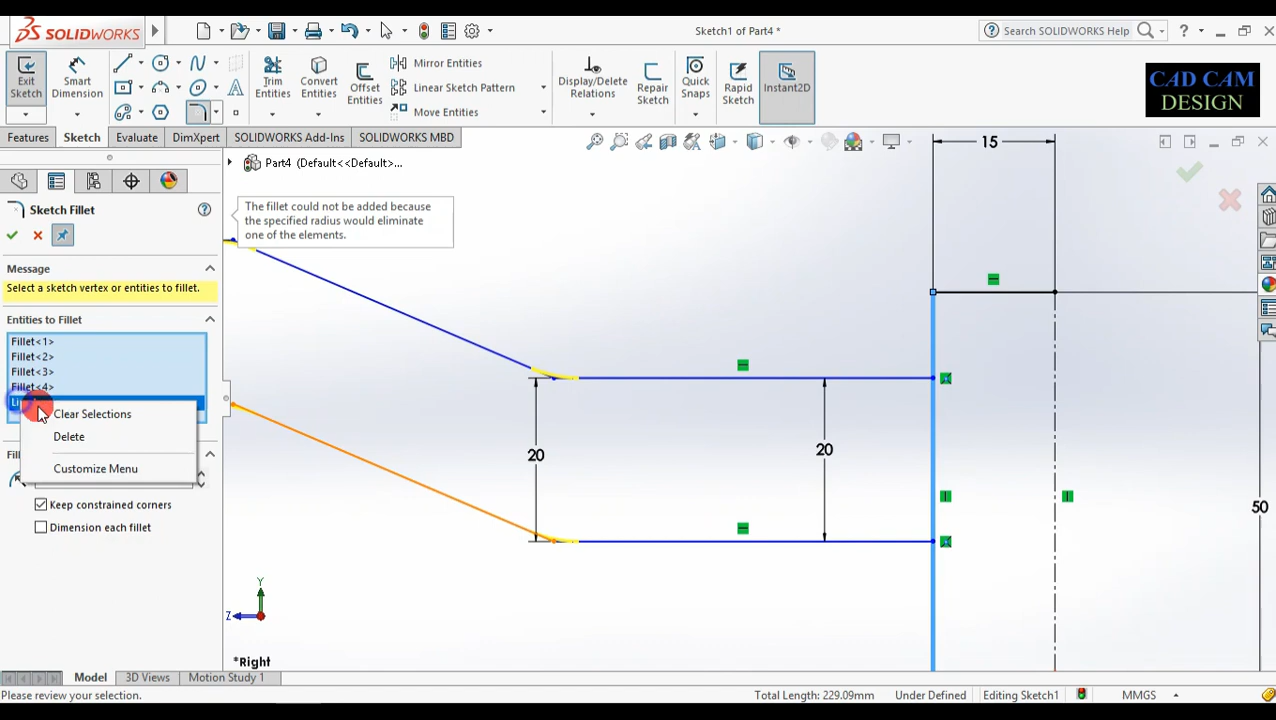 SOLIDWORKS
Sketch1 of Part4 *
Search SOLIDWORKS Help
Exit Sketch
Smart Dimension
Trim Entities
Convert Entities
Offset Entities
Mirror Entities
Linear Sketch Pattern
Move Entities
Display/Delete Relations
Repair Sketch
Quick Snaps
Rapid Sketch
Instant2D
CAD CAM
DESIGN
Features
Sketch
Evaluate
DimXpert
SOLIDWORKS Add-Ins
SOLIDWORKS MBD
Part4 (Default<<Default>...
15
Sketch Fillet
The fillet could not be added because
the specified radius would eliminate
one of the elements.
Message
Select a sketch vertex or entities to fillet.
Entities to Fillet
Fillet<1>
Fillet<2>
Fillet<3>
Fillet<4>
Clear Selections
Delete
Customize Menu
20
20
50
Keep constrained corners
Dimension each fillet
Y
Z
*Right
Model
3D Views
Motion Study 1
Please review your selection.
Total Length: 229.09mm
Under Defined
Editing Sketch1
MMGS